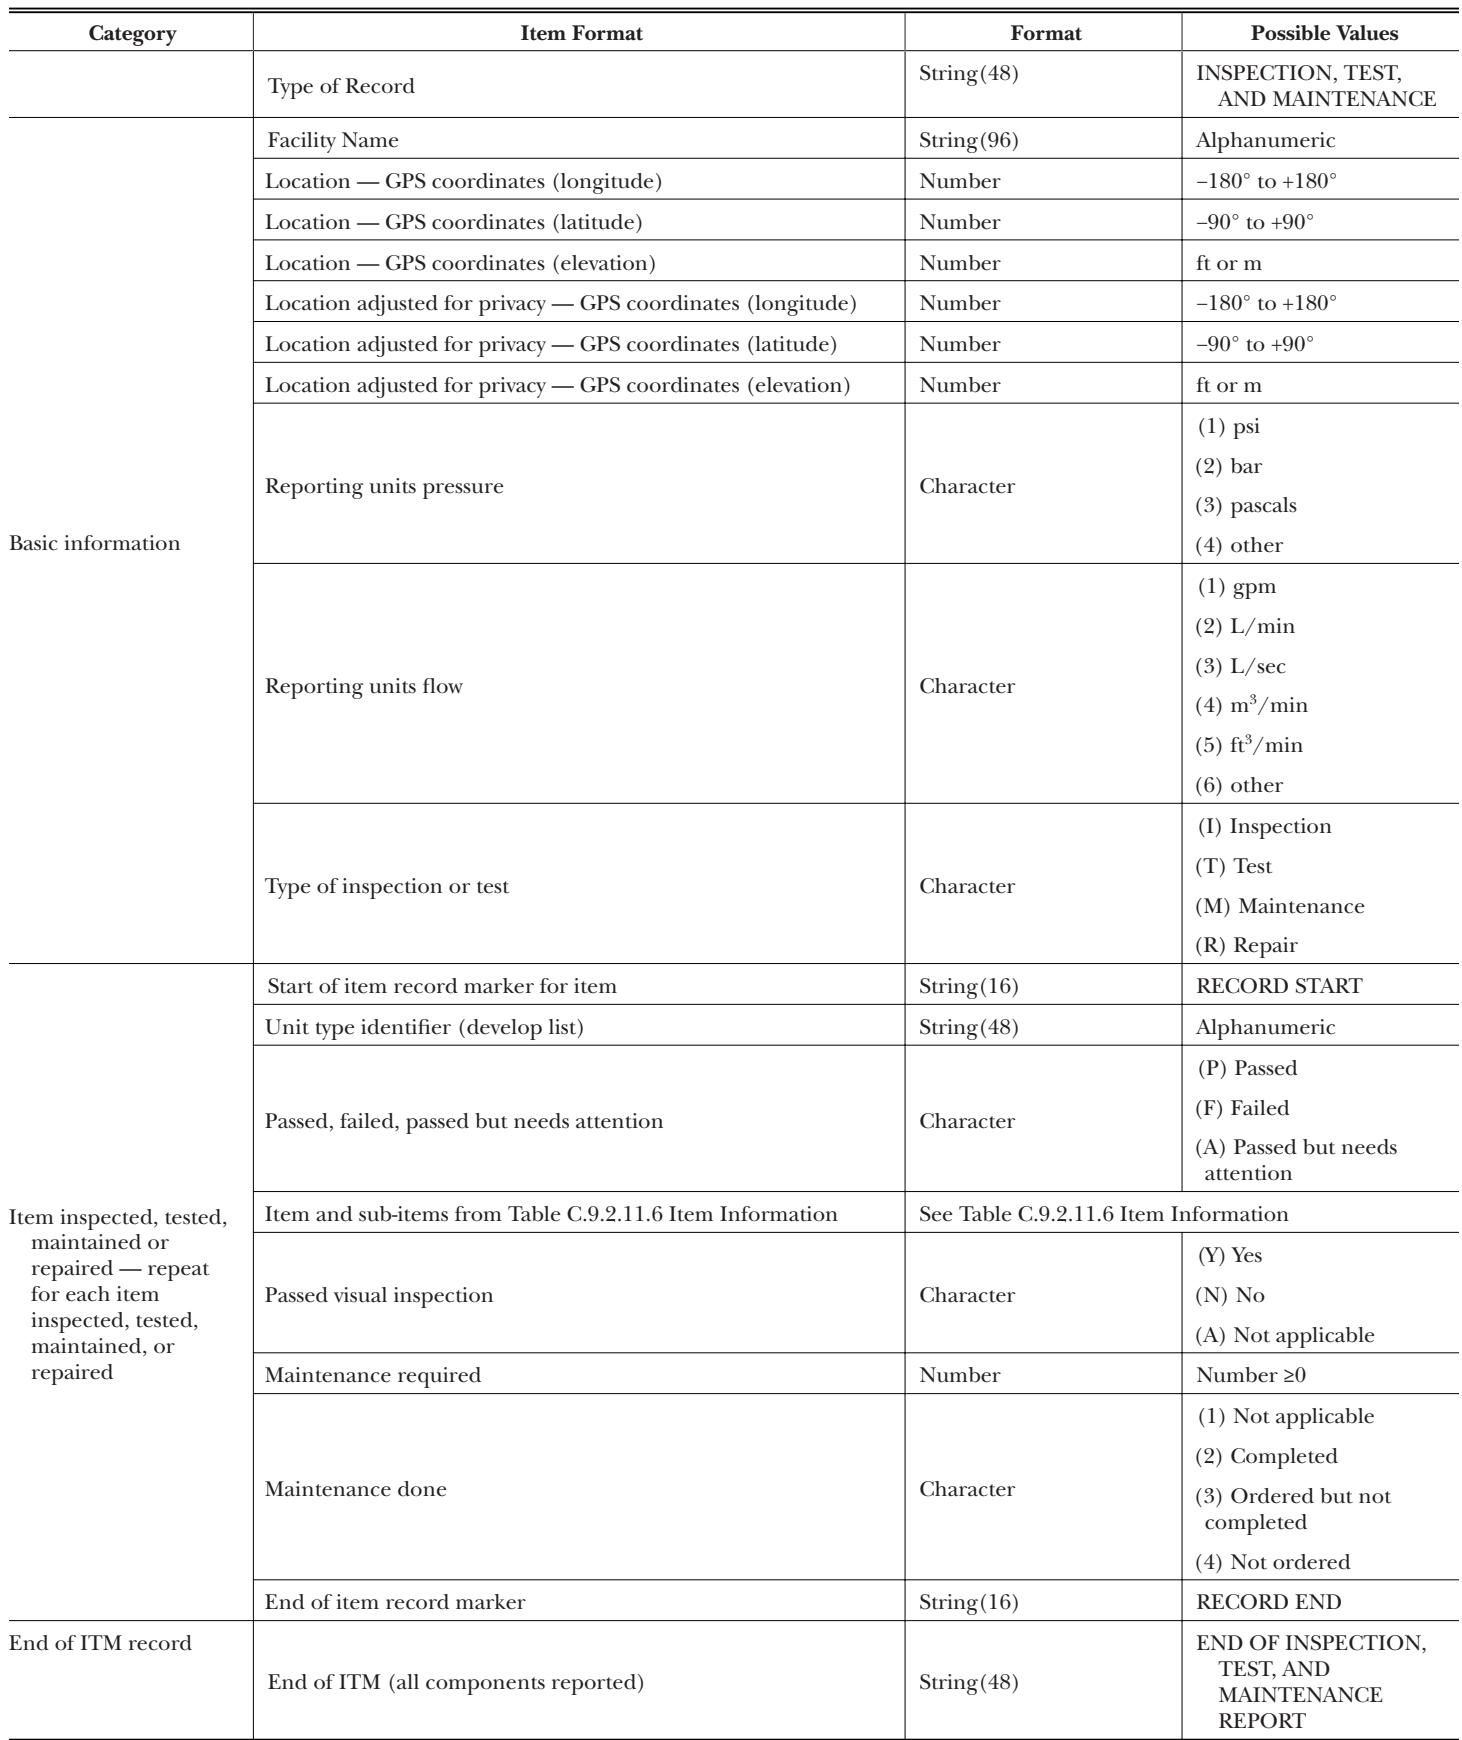 Category Item Format Format Possible Values
Type of Record String(48) INSPECTION, TEST,
AND MAINTENANCE
Basic information
Facility Name String(96) Alphanumeric
Location — GPS coordinates (longitude) Number –180° to +180°
Location — GPS coordinates (latitude) Number –90° to +90°
Location — GPS coordinates (elevation) Number ft or m
Location adjusted for privacy — GPS coordinates (longitude) Number –180° to +180°
Location adjusted for privacy — GPS coordinates (latitude) Number –90° to +90°
Location adjusted for privacy — GPS coordinates (elevation) Number ft or m
Reporting units pressure Character (1) psi
(2) bar
(3) pascals
(4) other
Reporting units flow Character (1) gpm
(2) L/min
(3) L/sec
(4) m³/min
(5) ft³/min
(6) other
Type of inspection or test Character (I) Inspection
(T) Test
(M) Maintenance
(R) Repair
Item inspected, tested,
maintained or
repaired — repeat
for each item
inspected, tested,
maintained, or
repaired
Start of item record marker for item String(16) RECORD START
Unit type identifier (develop list) String(48) Alphanumeric
Passed, failed, passed but needs attention Character (P) Passed
(F) Failed
(A) Passed but needs
attention
Item and sub-items from Table C.9.2.11.6 Item Information See Table C.9.2.11.6 Item Information
Passed visual inspection Character (Y) Yes
(N) No
(A) Not applicable
Maintenance required Number Number ≥0
Maintenance done Character (1) Not applicable
(2) Completed
(3) Ordered but not
completed
(4) Not ordered
End of item record marker String(16) RECORD END
End of ITM record
End of ITM (all components reported) String(48) END OF INSPECTION,
TEST, AND
MAINTENANCE
REPORT